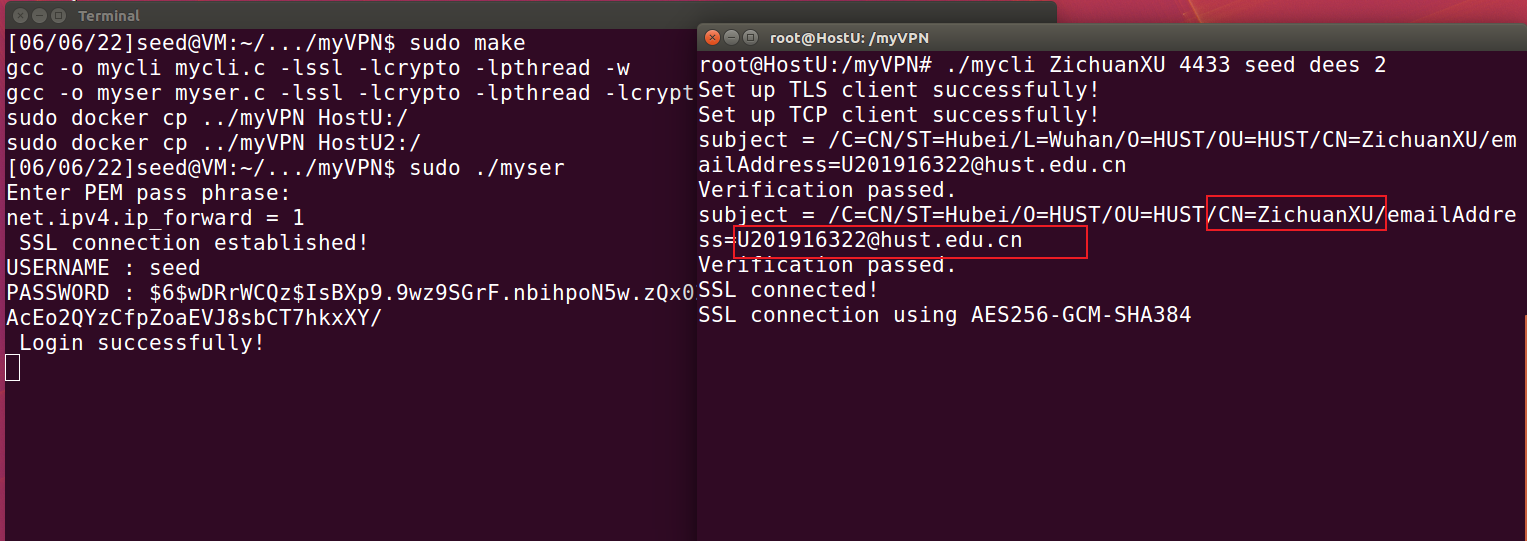 Terminal
[06/06/22]seed@VM:~/.../myVPN$ sudo make
gcc -o mycli mycli.c -lssl -lcrypto -lpthread -w
gcc -o myser myser.c -lssl -lcrypto -lpthread -lcrypt
sudo docker cp ../myVPN HostU:/
sudo docker cp ../myVPN HostU2:/
[06/06/22]seed@VM:~/.../myVPN$ sudo ./myser
Enter PEM pass phrase:
net.ipv4.ip_forward = 1
SSL connection established!
USERNAME : seed
PASSWORD : $6$wDRrWCQz$IsBXp9.9wz9SGrF.nbihpoN5w.zQx0
AcEo2QYzCfpZoaEVJ8sbCT7hkxXY/
Login successfully!
root@HostU: /myVPN
root@HostU:/myVPN# ./mycli ZichuanXU 4433 seed dees 2
Set up TLS client successfully!
Set up TCP client successfully!
subject = /C=CN/ST=Hubei/L=Wuhan/O=HUST/OU=HUST/CN=ZichuanXU/em
ailAddress=U201916322@hust.edu.cn
Verification passed.
subject = /C=CN/ST=Hubei/O=HUST/OU=HUST/CN=ZichuanXU/emailAddre
ss=U201916322@hust.edu.cn
Verification passed.
SSL connected!
SSL connection using AES256-GCM-SHA384